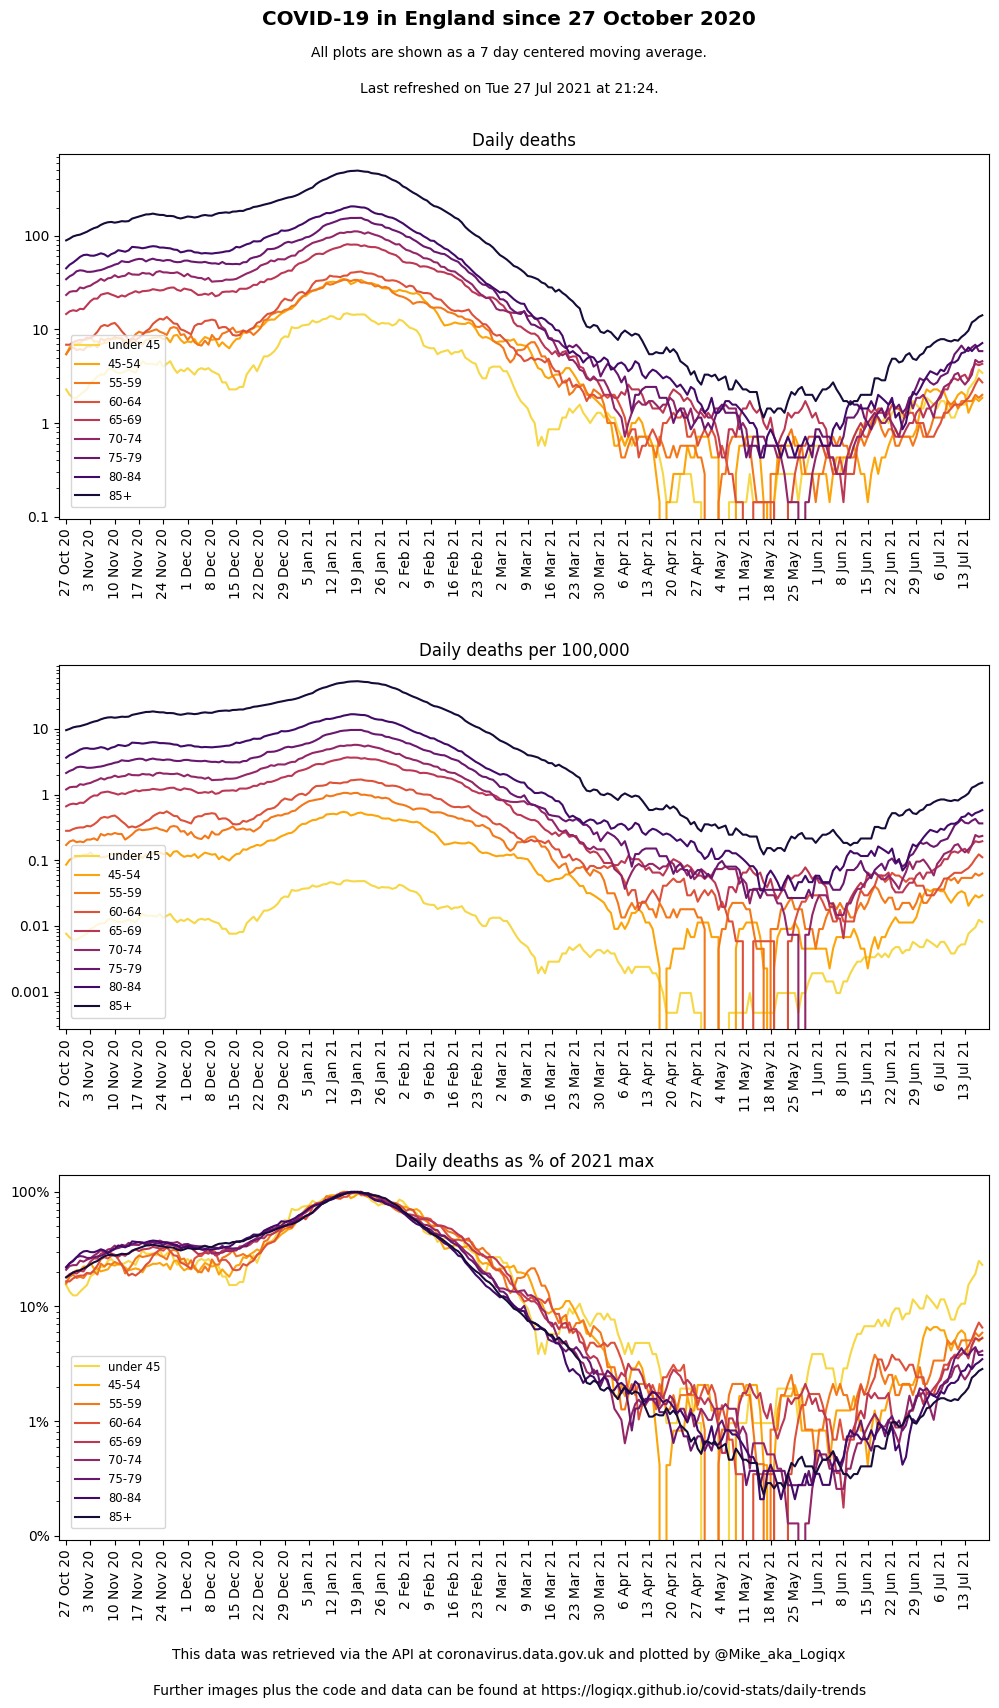 COVID-19 in England since 27 October 2020
All plots are shown as a 7 day centered moving average.
Last refreshed on Tue 27 Jul 2021 at 21:24.
Daily deaths
100
10
1
0.1
under 45
45-54
55-59
60-64
65-69
70-74
75-79
80-84
85+
27 Oct 20
3 Nov 20
10 Nov 20
17 Nov 20
24 Nov 20
1 Dec 20
8 Dec 20
15 Dec 20
22 Dec 20
29 Dec 20
5 Jan 21
12 Jan 21
19 Jan 21
26 Jan 21
2 Feb 21
9 Feb 21
16 Feb 21
23 Feb 21
2 Mar 21
9 Mar 21
16 Mar 21
23 Mar 21
30 Mar 21
6 Apr 21
13 Apr 21
20 Apr 21
27 Apr 21
4 May 21
11 May 21
18 May 21
25 May 21
1 Jun 21
8 Jun 21
15 Jun 21
22 Jun 21
29 Jun 21
6 Jul 21
13 Jul 21
Daily deaths per 100,000
10
1
0.1
0.01
0.001
under 45
45-54
55-59
60-64
65-69
70-74
75-79
80-84
85+
27 Oct 20
3 Nov 20
10 Nov 20
17 Nov 20
24 Nov 20
1 Dec 20
8 Dec 20
15 Dec 20
22 Dec 20
29 Dec 20
5 Jan 21
12 Jan 21
19 Jan 21
26 Jan 21
2 Feb 21
9 Feb 21
16 Feb 21
23 Feb 21
2 Mar 21
9 Mar 21
16 Mar 21
23 Mar 21
30 Mar 21
6 Apr 21
13 Apr 21
20 Apr 21
27 Apr 21
4 May 21
11 May 21
18 May 21
25 May 21
1 Jun 21
8 Jun 21
15 Jun 21
22 Jun 21
29 Jun 21
6 Jul 21
13 Jul 21
Daily deaths as % of 2021 max
100%
10%
1%
0%
under 45
45-54
55-59
60-64
65-69
70-74
75-79
80-84
85+
27 Oct 20
3 Nov 20
10 Nov 20
17 Nov 20
24 Nov 20
1 Dec 20
8 Dec 20
15 Dec 20
22 Dec 20
29 Dec 20
5 Jan 21
12 Jan 21
19 Jan 21
26 Jan 21
2 Feb 21
9 Feb 21
16 Feb 21
23 Feb 21
2 Mar 21
9 Mar 21
16 Mar 21
23 Mar 21
30 Mar 21
6 Apr 21
13 Apr 21
20 Apr 21
27 Apr 21
4 May 21
11 May 21
18 May 21
25 May 21
1 Jun 21
8 Jun 21
15 Jun 21
22 Jun 21
29 Jun 21
6 Jul 21
13 Jul 21
This data was retrieved via the API at coronavirus.data.gov.uk and plotted by @Mike_aka_Logiqx
Further images plus the code and data can be found at https://logiqx.github.io/covid-stats/daily-trends